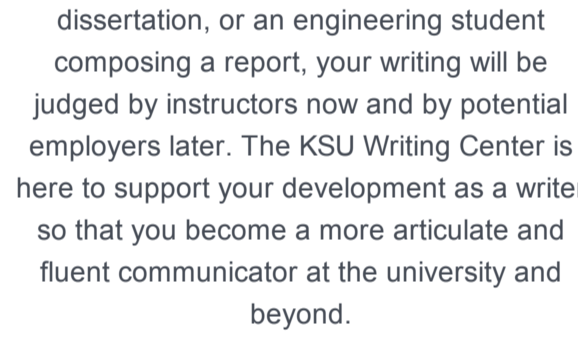 dissertation, or an engineering student
composing a report, your writing will be
judged by instructors now and by potential
employers later. The KSU Writing Center is
here to support your development as a writer
so that you become a more articulate and
fluent communicator at the university and
beyond.